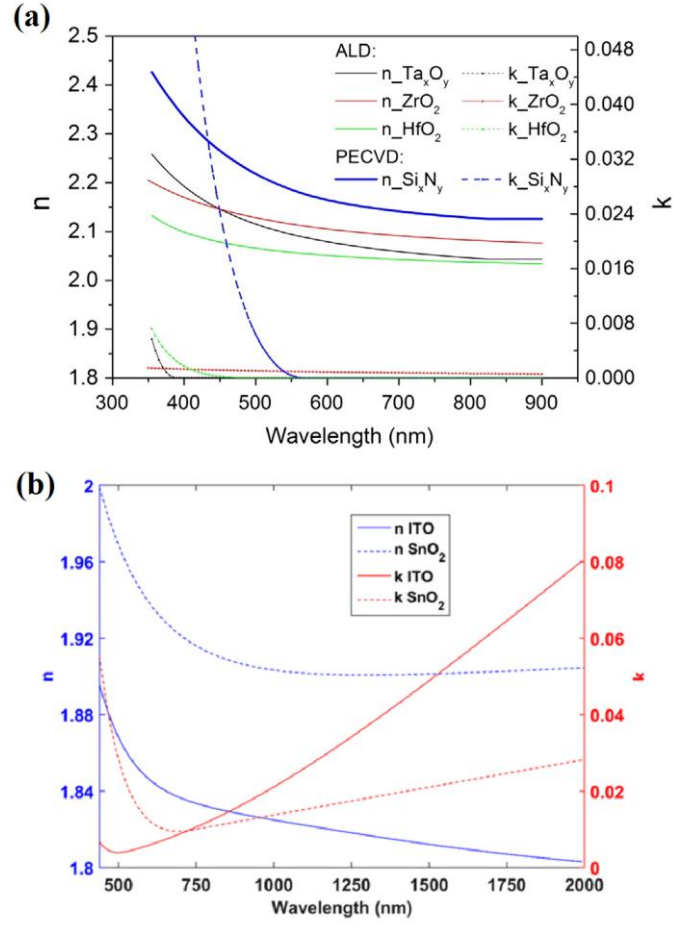 (a)
2.5
2.4
2.3
2.2
2.1
2.0
1.9
1.8
n
ALD:
n_TaₓOᵧ
k_TaₓOᵧ
n_ZrO₂
k_ZrO₂
n_HfO₂
k_HfO₂
PECVD:
n_SiₓNᵧ
k_SiₓNᵧ
0.048
0.040
0.032
0.024
0.016
0.008
0.000
k
300 400 500 600 700 800 900
Wavelength (nm)
(b)
2
1.96
1.92
1.88
1.84
1.8
n
n ITO
n SnO₂
k ITO
k SnO₂
0.1
0.08
0.06
0.04
0.02
0
k
500 750 1000 1250 1500 1750 2000
Wavelength (nm)